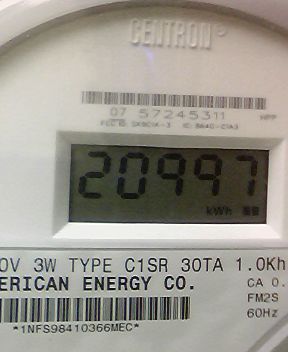 CENTRON®
07 57245311
20997
kWh
0V 3W TYPE C1SR 30TA 1.0Kh
ERICAN ENERGY CO.
CA 0.
FM2S
60Hz
*1NFS98410366MEC*